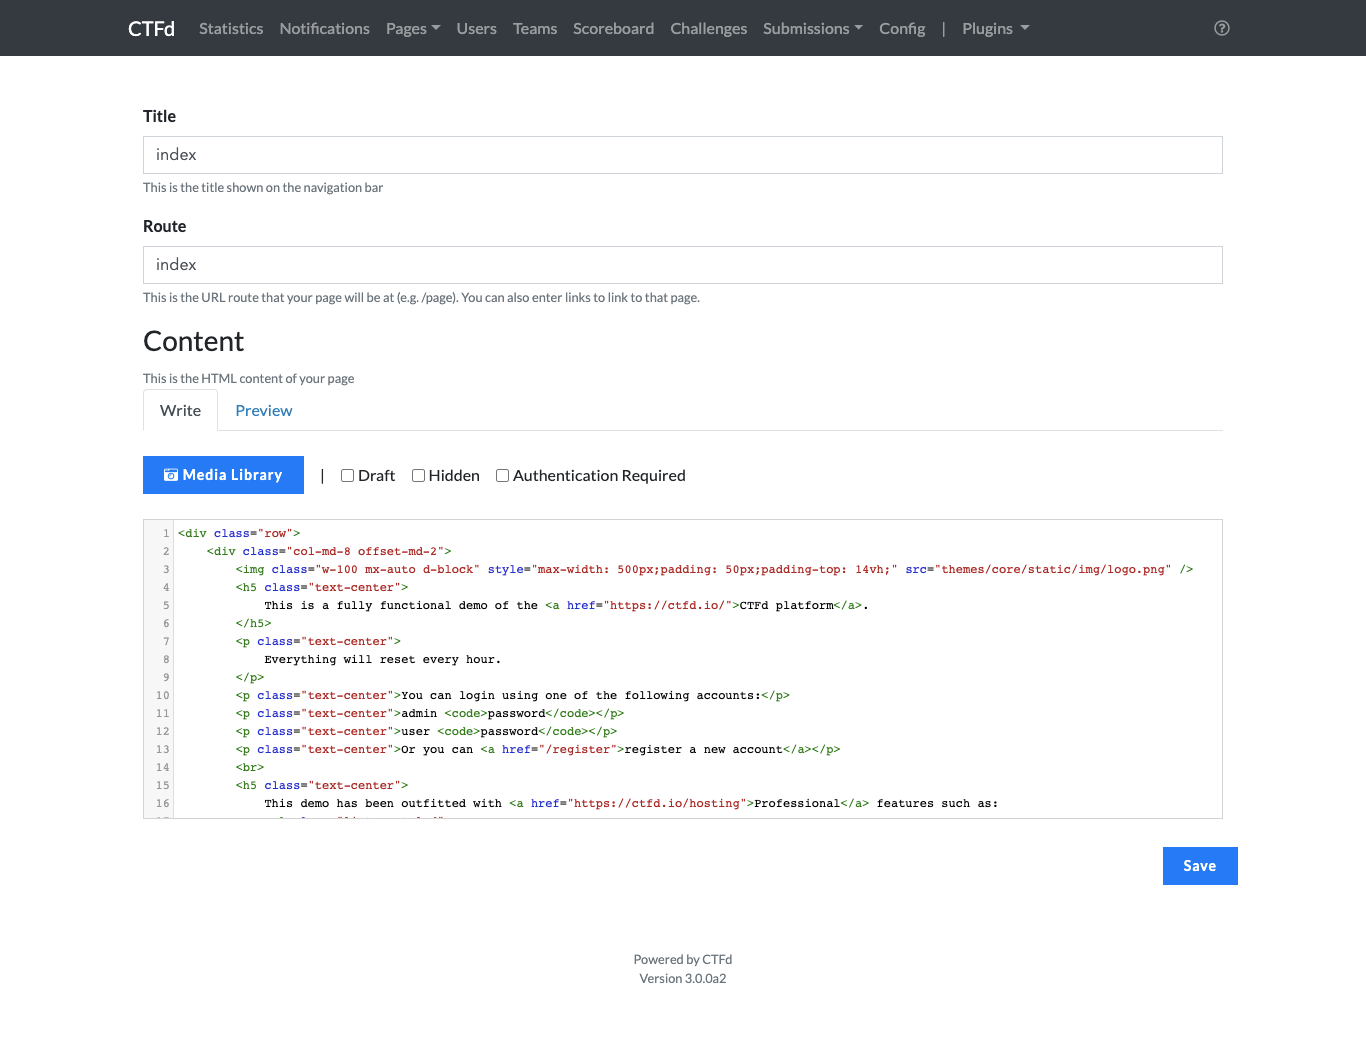 CTFd Statistics Notifications Pages Users Teams Scoreboard Challenges Submissions Config | Plugins
Title
index
This is the title shown on the navigation bar
Route
index
This is the URL route that your page will be at (e.g. /page). You can also enter links to link to that page.
Content
This is the HTML content of your page
Write Preview
Media Library | Draft Hidden Authentication Required
1 <div class="row">
2 <div class="col-md-8 offset-md-2">
3 <img class="w-100 mx-auto d-block" style="max-width: 500px;padding: 50px;padding-top: 14vh;" src="themes/core/static/img/logo.png" />
4 <h5 class="text-center">
5 This is a fully functional demo of the <a href="https://ctfd.io/">CTFd platform</a>.
6 </h5>
7 <p class="text-center">
8 Everything will reset every hour.
9 </p>
10 <p class="text-center">You can login using one of the following accounts:</p>
11 <p class="text-center">admin <code>password</code></p>
12 <p class="text-center">user <code>password</code></p>
13 <p class="text-center">Or you can <a href="/register">register a new account</a></p>
14 <br>
15 <h5 class="text-center">
16 This demo has been outfitted with <a href="https://ctfd.io/hosting">Professional</a> features such as:
Save
Powered by CTFd
Version 3.0.0a2